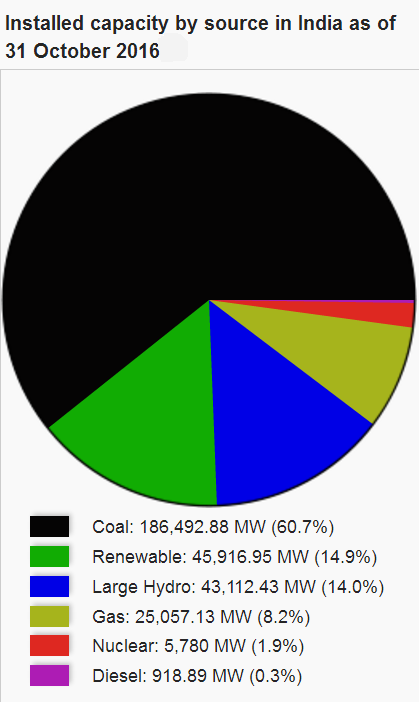 Installed capacity by source in India as of
31 October 2016
Coal: 186,492.88 MW (60.7%)
Renewable: 45,916.95 MW (14.9%)
Large Hydro: 43,112.43 MW (14.0%)
Gas: 25,057.13 MW (8.2%)
Nuclear: 5,780 MW (1.9%)
Diesel: 918.89 MW (0.3%)